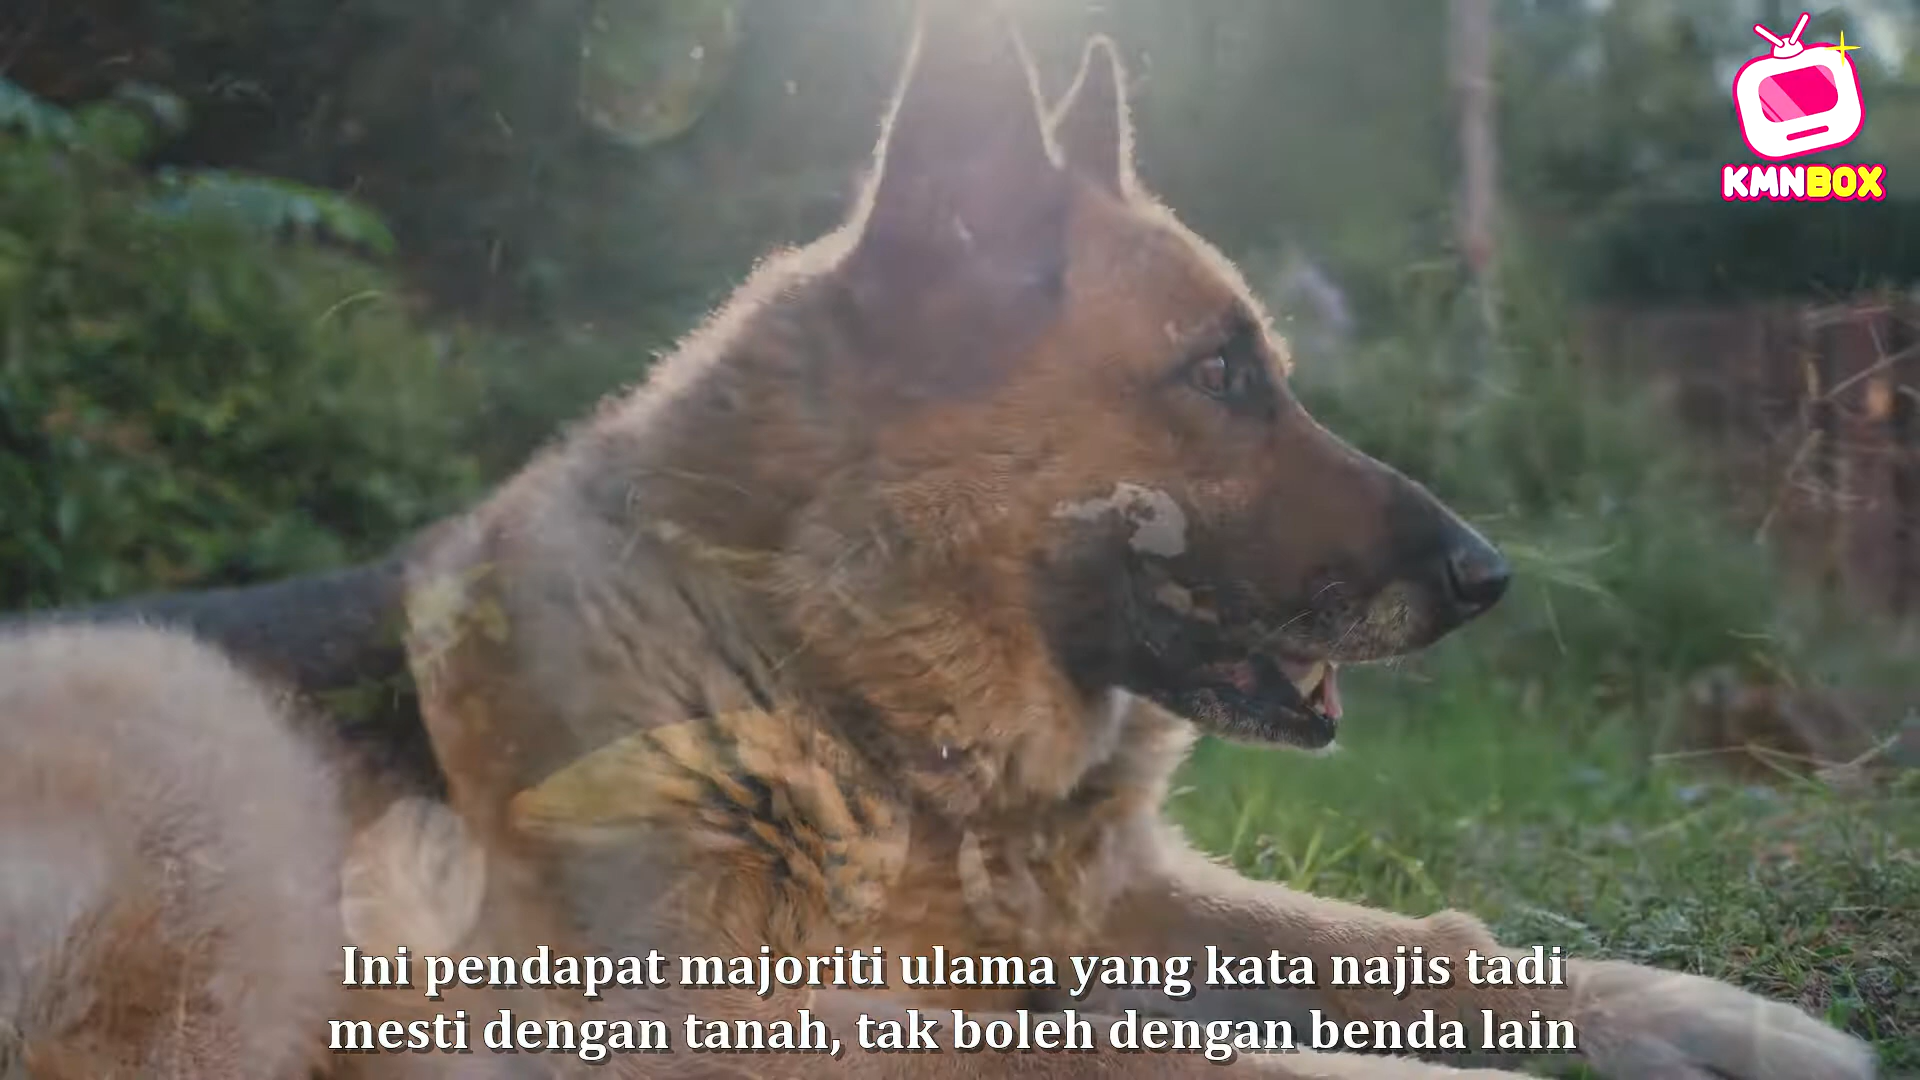 KMNBOX
Ini pendapat majoriti ulama yang kata najis tadi
mesti dengan tanah, tak boleh dengan benda lain